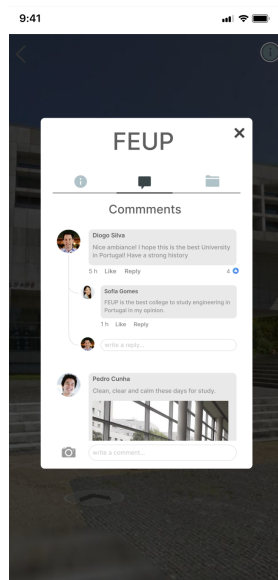 9:41
FEUP
Commments
Diogo Silva
Nice ambiance! I hope this is the best University
in Portugal! Have a strong history
5 h Like Reply 4
Sofia Gomes
FEUP is the best college to study engineering in
Portugal in my opinion.
1 h Like Reply
write a reply...
Pedro Cunha
Clean, clear and calm these days for study.
write a comment...